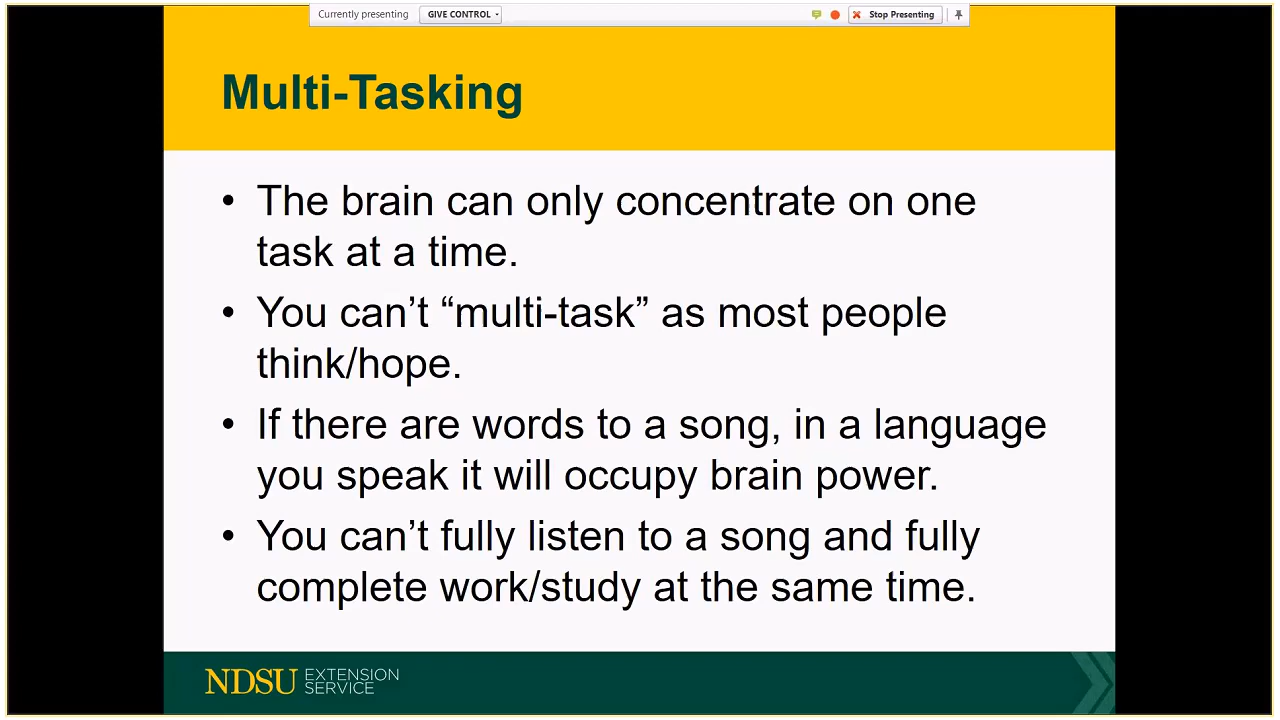 Currently presenting GIVE CONTROL Stop Presenting
Multi-Tasking
• The brain can only concentrate on one
task at a time.
• You can’t “multi-task” as most people
think/hope.
• If there are words to a song, in a language
you speak it will occupy brain power.
• You can’t fully listen to a song and fully
complete work/study at the same time.
NDSU EXTENSION
SERVICE